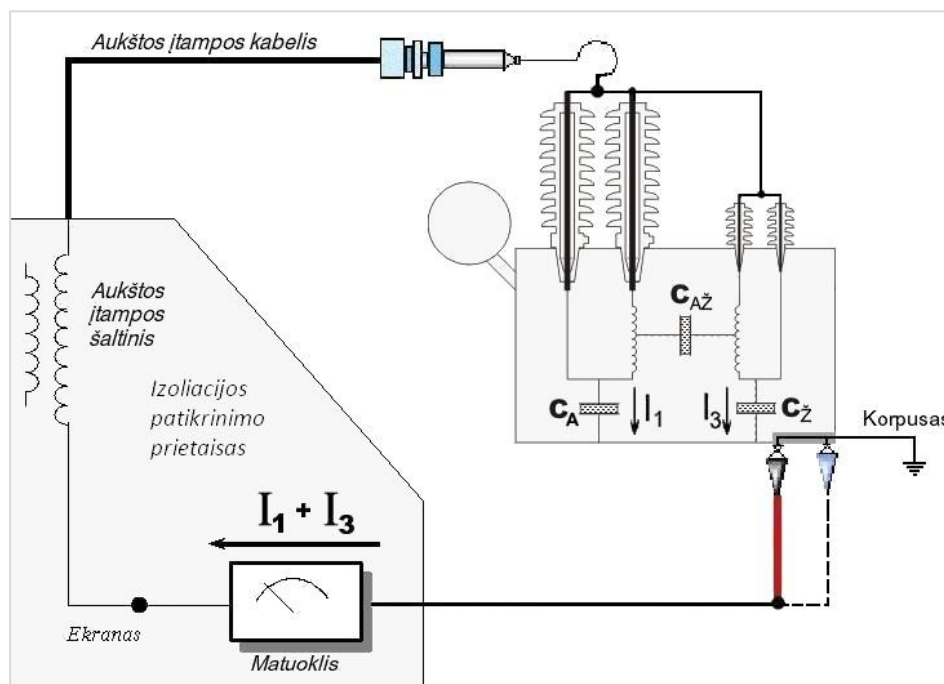 Aukštos įtampos kabelis
Aukštos
įtampos
šaltinis
Izoliacijos
patikrinimo
prietaisas
CAŽ
CA
I1
I3
CŽ
Korpusas
I1 + I3
Ekranas
Matuoklis